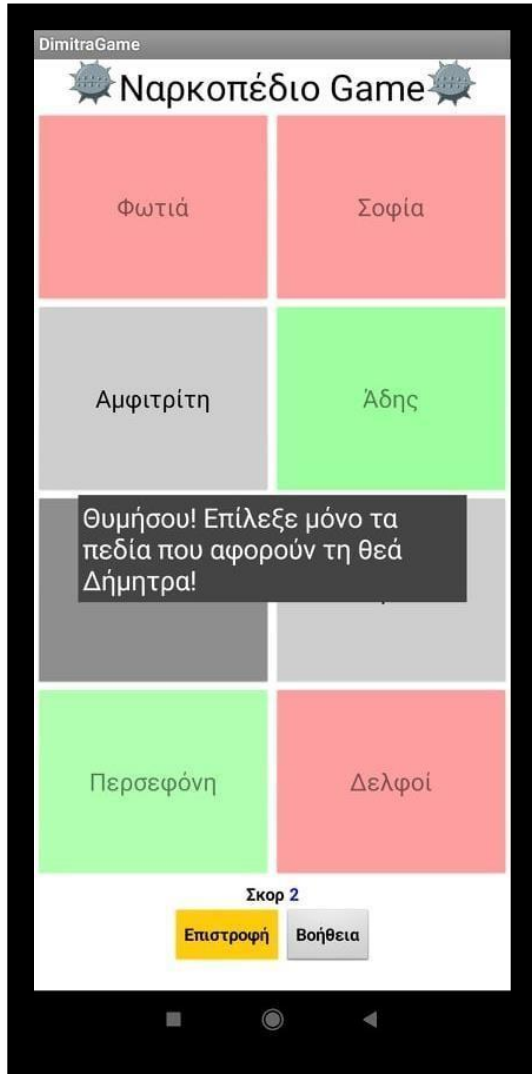 DimitraGame
Ναρκοπέδιο Game
Φωτιά
Σοφία
Αμφιτρίτη
Άδης
Θυμήσου! Επίλεξε μόνο τα
πεδία που αφορούν τη θεά
Δήμητρα!
Περσεφόνη
Δελφοί
Σκορ 2
Επιστροφή
Βοήθεια